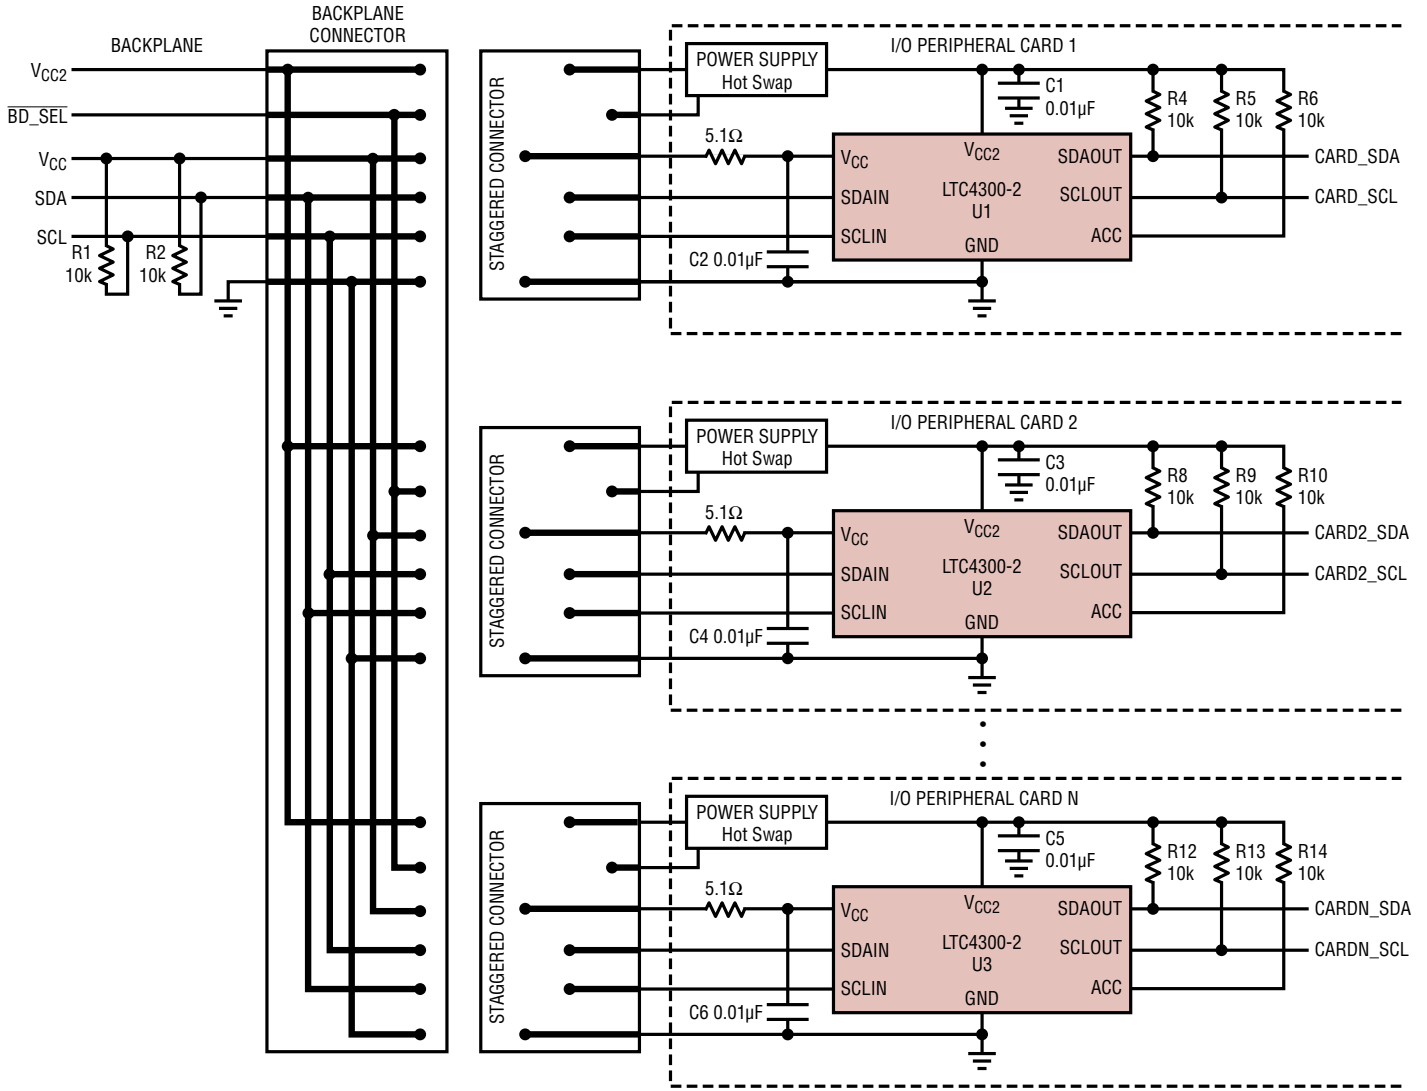 BACKPLANE
BACKPLANE
CONNECTOR
VCC2
BD_SEL
VCC
SDA
SCL
R1
10k
R2
10k
STAGGERED CONNECTOR
I/O PERIPHERAL CARD 1
POWER SUPPLY
Hot Swap
C1
0.01µF
R4
10k
R5
10k
R6
10k
5.1Ω
C2 0.01µF
VCC
VCC2
SDAOUT
SDAIN
LTC4300-2
U1
SCLOUT
SCLIN
GND
ACC
CARD_SDA
CARD_SCL
STAGGERED CONNECTOR
I/O PERIPHERAL CARD 2
POWER SUPPLY
Hot Swap
C3
0.01µF
R8
10k
R9
10k
R10
10k
5.1Ω
C4 0.01µF
VCC
VCC2
SDAOUT
SDAIN
LTC4300-2
U2
SCLOUT
SCLIN
GND
ACC
CARD2_SDA
CARD2_SCL
STAGGERED CONNECTOR
I/O PERIPHERAL CARD N
POWER SUPPLY
Hot Swap
C5
0.01µF
R12
10k
R13
10k
R14
10k
5.1Ω
C6 0.01µF
VCC
VCC2
SDAOUT
SDAIN
LTC4300-2
U3
SCLOUT
SCLIN
GND
ACC
CARDN_SDA
CARDN_SCL